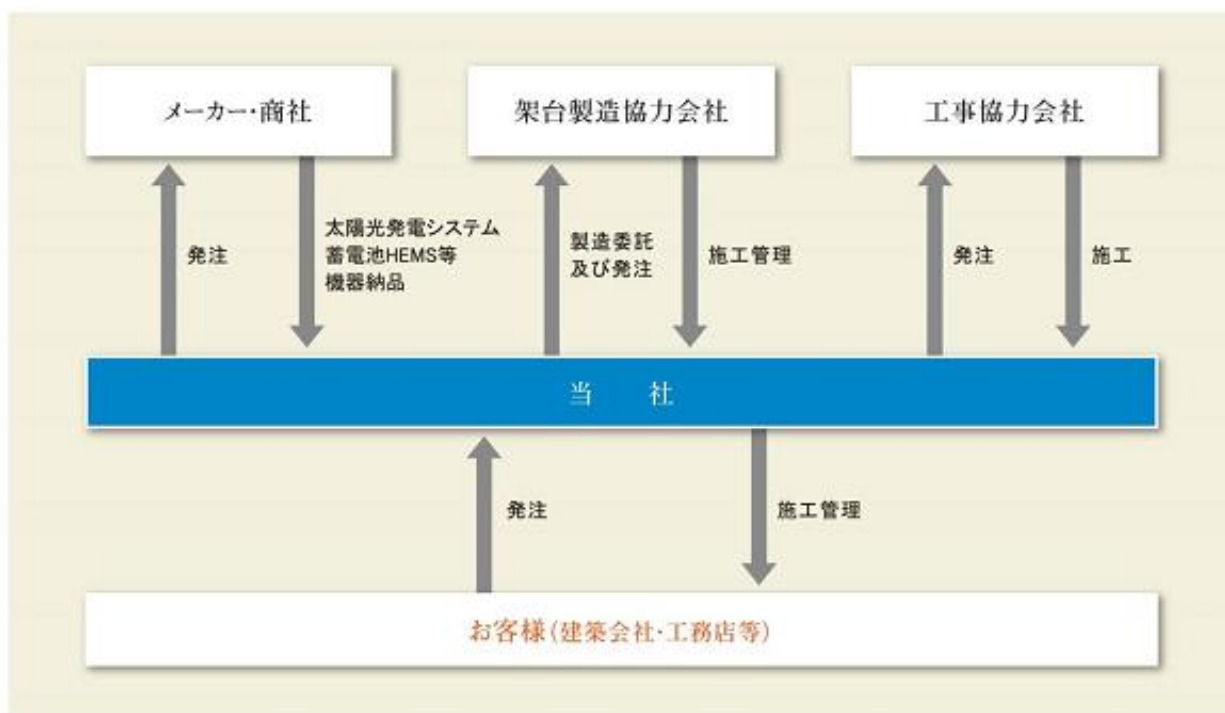 メーカー・商社
架台製造協力会社
工事協力会社
発注
太陽光発電システム
蓄電池HEMS等
機器納品
製造委託
及び発注
施工管理
発注
施工
当　社
発注
施工管理
お客様(建築会社・工務店等)